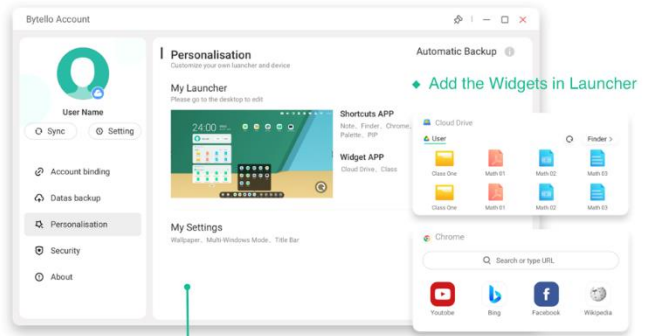 Bytello Account
User Name
Sync
Setting
Account binding
Datas backup
Personalisation
Security
About
Personalisation
Customize your own luancher and device
Automatic Backup
My Launcher
Please go to the desktop to edit
24:00
Shortcuts APP
Note、Finder、Chrome、
Palette、PIP
Widget APP
Cloud Drive、Class
My Settings
Wallpaper、Multi-Windows Mode、Title Bar
Add the Widgets in Launcher
Cloud Drive
User
Finder >
Class One
Math 01
Math 02
Math 03
Class One
Math 01
Math 02
Math 03
Chrome
Search or type URL
Youtube
Bing
Facebook
Wikipedia